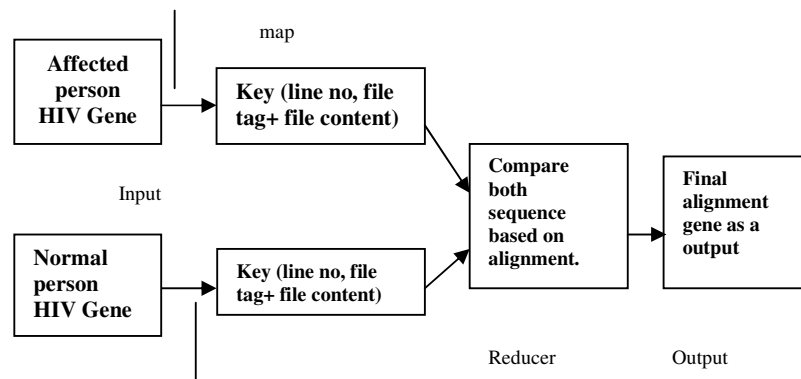 map
Affected
person
HIV Gene
Key (line no, file
tag+ file content)
Compare
both
sequence
based on
alignment.
Final
alignment
gene as a
output
Input
Normal
person
HIV Gene
Key (line no, file
tag+ file content)
Reducer
Output